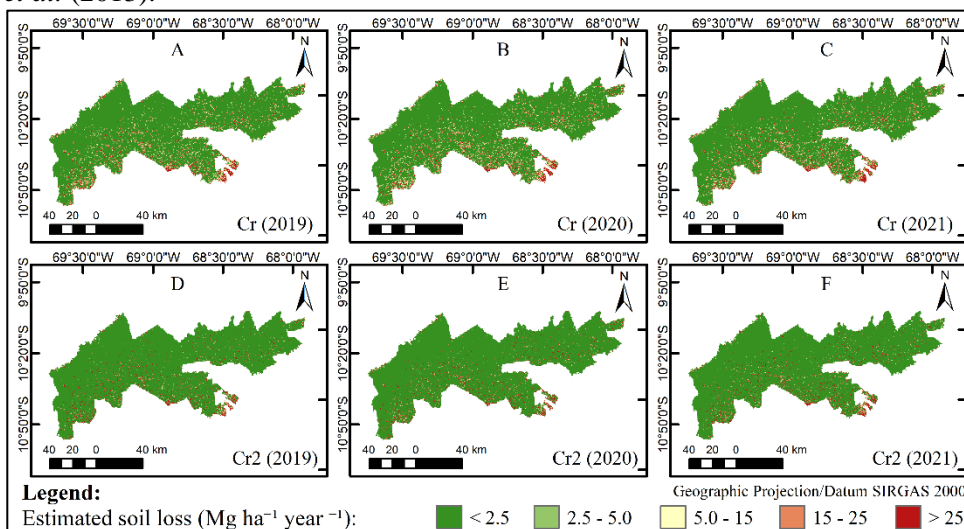 et al. (2015).
69°30'0"W 69°0'0"W 68°30'0"W 68°0'0"W
69°30'0"W 69°0'0"W 68°30'0"W 68°0'0"W
69°30'0"W 69°0'0"W 68°30'0"W 68°0'0"W
A
N
9°50'0"S
10°20'0"S
10°50'0"S
40 20 0 40 km
Cr (2019)
B
N
9°50'0"S
10°20'0"S
10°50'0"S
40 20 0 40 km
Cr (2020)
C
N
9°50'0"S
10°20'0"S
10°50'0"S
40 20 0 40 km
Cr (2021)
69°30'0"W 69°0'0"W 68°30'0"W 68°0'0"W
69°30'0"W 69°0'0"W 68°30'0"W 68°0'0"W
69°30'0"W 69°0'0"W 68°30'0"W 68°0'0"W
D
N
9°50'0"S
10°20'0"S
10°50'0"S
40 20 0 40 km
Cr2 (2019)
E
N
9°50'0"S
10°20'0"S
10°50'0"S
40 20 0 40 km
Cr2 (2020)
F
N
9°50'0"S
10°20'0"S
10°50'0"S
40 20 0 40 km
Cr2 (2021)
Legend:
Geographic Projection/Datum SIRGAS 2000
Estimated soil loss (Mg ha⁻¹ year ⁻¹): < 2.5 2.5 - 5.0 5.0 - 15 15 - 25 > 25